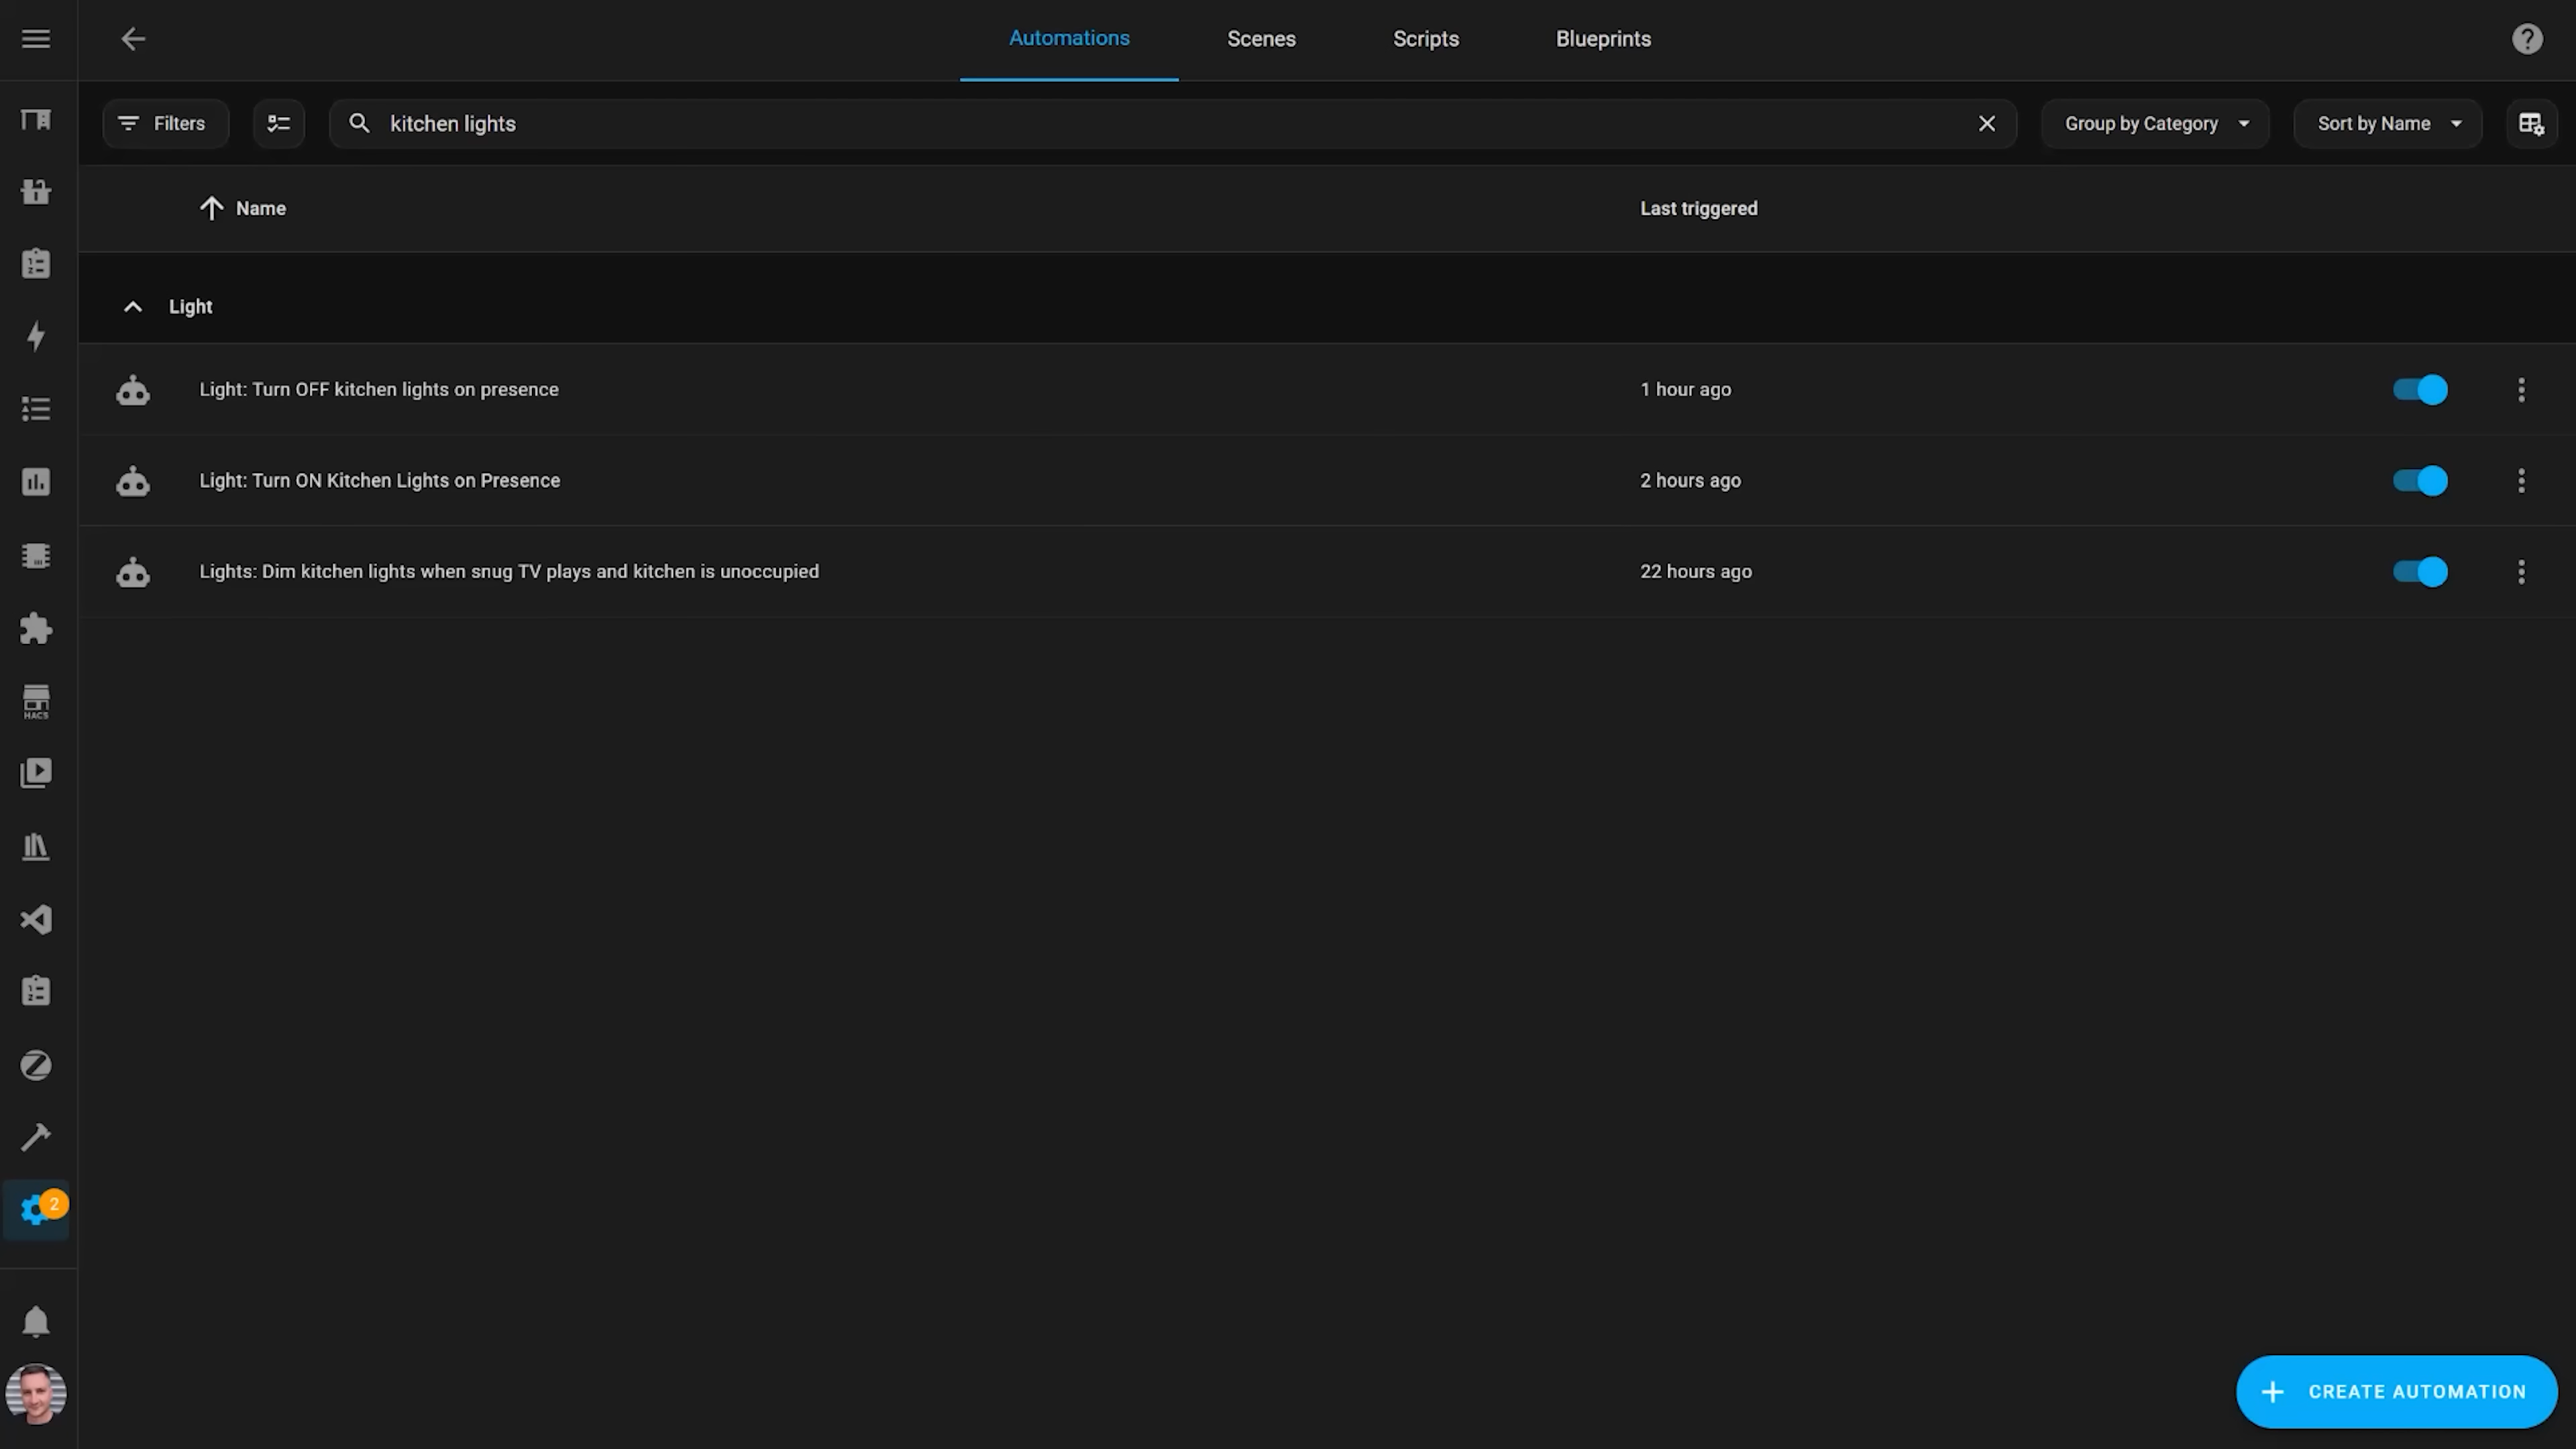 Automations Scenes Scripts Blueprints
Filters kitchen lights Group by Category Sort by Name
Name Last triggered
Light
Light: Turn OFF kitchen lights on presence 1 hour ago
Light: Turn ON Kitchen Lights on Presence 2 hours ago
Lights: Dim kitchen lights when snug TV plays and kitchen is unoccupied 22 hours ago
HACS
2
CREATE AUTOMATION